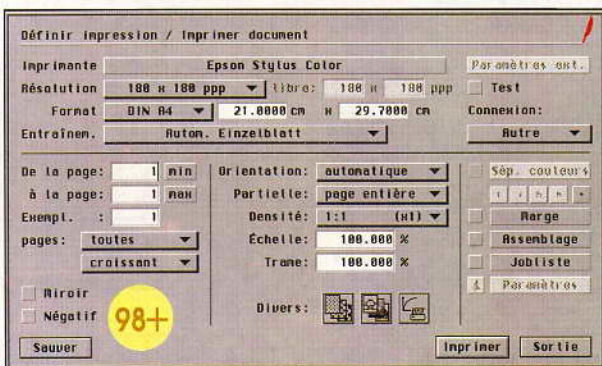 Définir impression / Imprimer document
Imprimante Epson Stylus Color Paramètres ext.
Résolution 180 x 180 ppp libre: 180 x 180 ppp Test
Format DIN A4 21.0000 cm x 29.7000 cm Connexion:
Entraînem. Autom. Einzelblatt Autre
De la page: 1 min Orientation: automatique Sép. couleurs
à la page: 1 max Partielle: page entière
Exempl. : 1 Densité: 1:1 (x1) Marge
pages: toutes Échelle: 100.000 % Assemblage
croissant Trame: 100.000 % Jobliste
Miroir Paramètres
Négatif 98+ Divers:
Sauver Imprimer Sortie